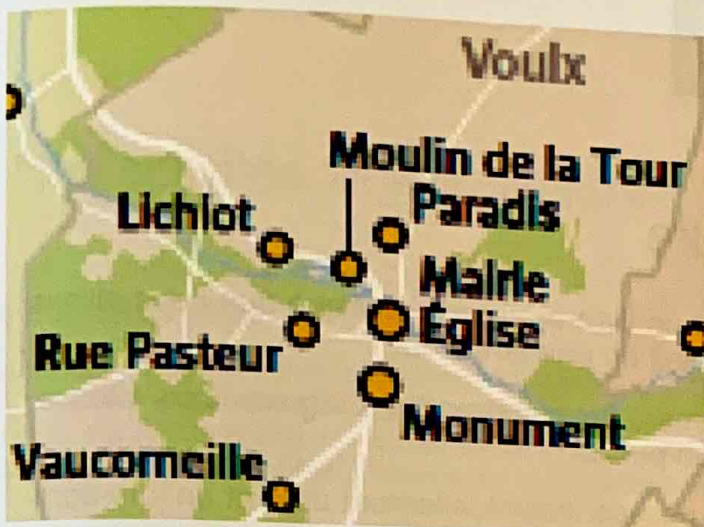 Voulx
Moulin de la Tour
Paradis
Lichiot
Mairie
Église
Rue Pasteur
Monument
Vaucorneille